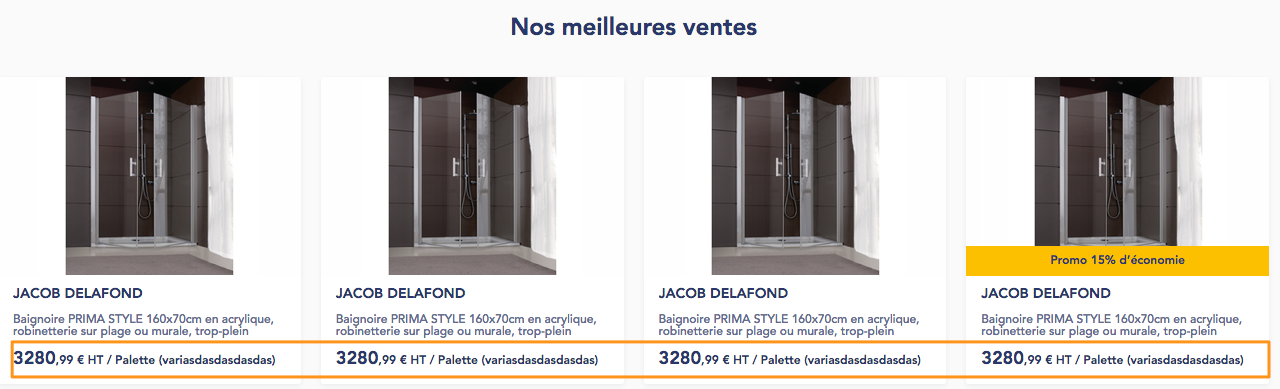 Nos meilleures ventes
Promo 15% d'économie
JACOB DELAFOND
Baignoire PRIMA STYLE 160x70cm en acrylique,
robinetterie sur plage ou murale, trop-plein
3280,99 € HT / Palette (variasdasdasdasdas)
JACOB DELAFOND
Baignoire PRIMA STYLE 160x70cm en acrylique,
robinetterie sur plage ou murale, trop-plein
3280,99 € HT / Palette (variasdasdasdasdas)
JACOB DELAFOND
Baignoire PRIMA STYLE 160x70cm en acrylique,
robinetterie sur plage ou murale, trop-plein
3280,99 € HT / Palette (variasdasdasdasdas)
JACOB DELAFOND
Baignoire PRIMA STYLE 160x70cm en acrylique,
robinetterie sur plage ou murale, trop-plein
3280,99 € HT / Palette (variasdasdasdasdas)